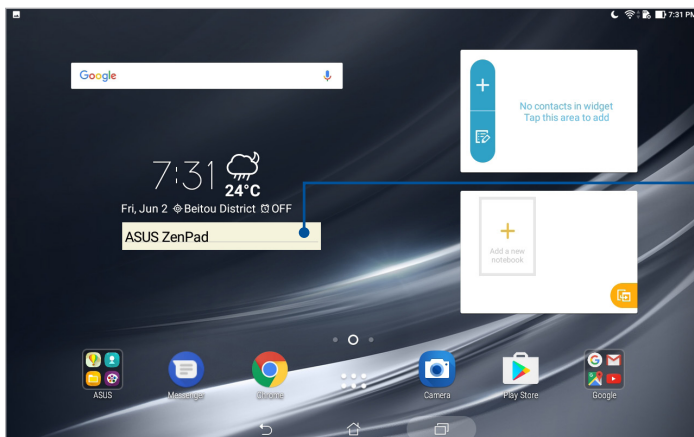 7:31 PM
Google
7:31
24°C
Fri, Jun 2 Beitou District OFF
ASUS ZenPad
No contacts in widget
Tap this area to add
Add a new
notebook
ASUS
Messenger
Chrome
Camera
Play Store
Google